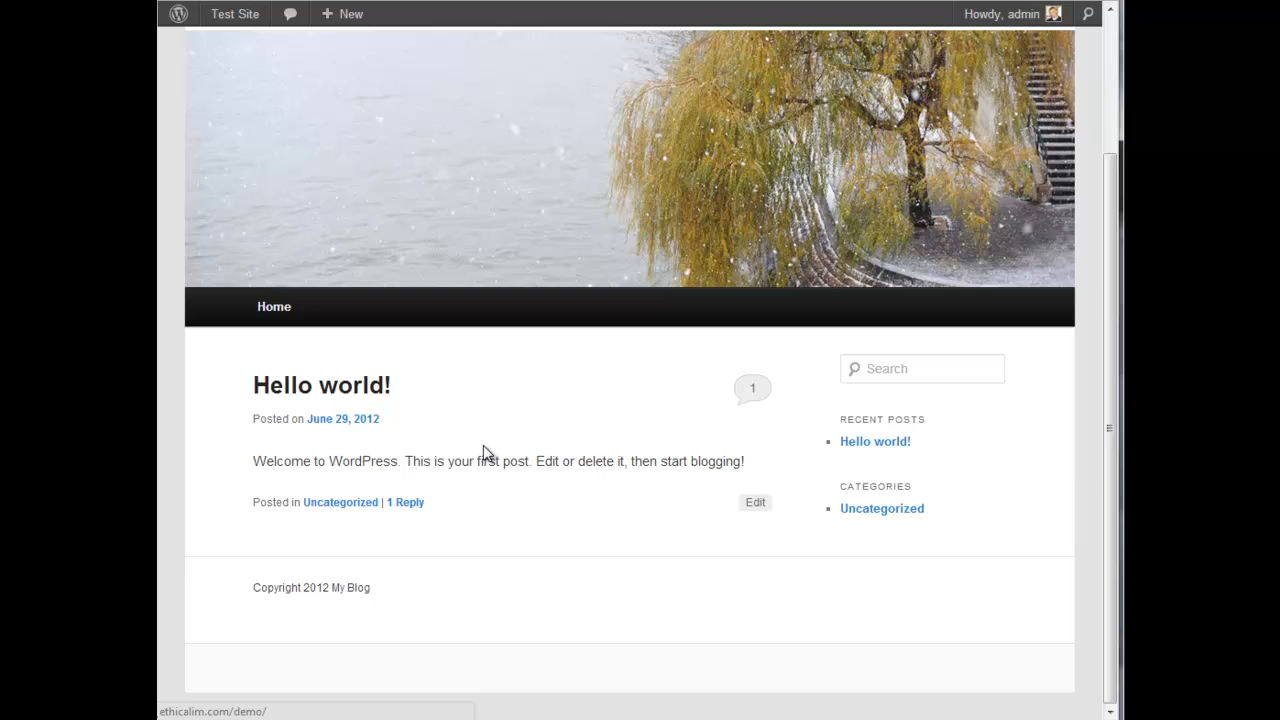 Test Site New Howdy, admin
Home
Hello world!
1
Posted on June 29, 2012
Welcome to WordPress. This is your first post. Edit or delete it, then start blogging!
Posted in Uncategorized | 1 Reply
Edit
Search
RECENT POSTS
Hello world!
CATEGORIES
Uncategorized
Copyright 2012 My Blog
ethicalim.com/demo/